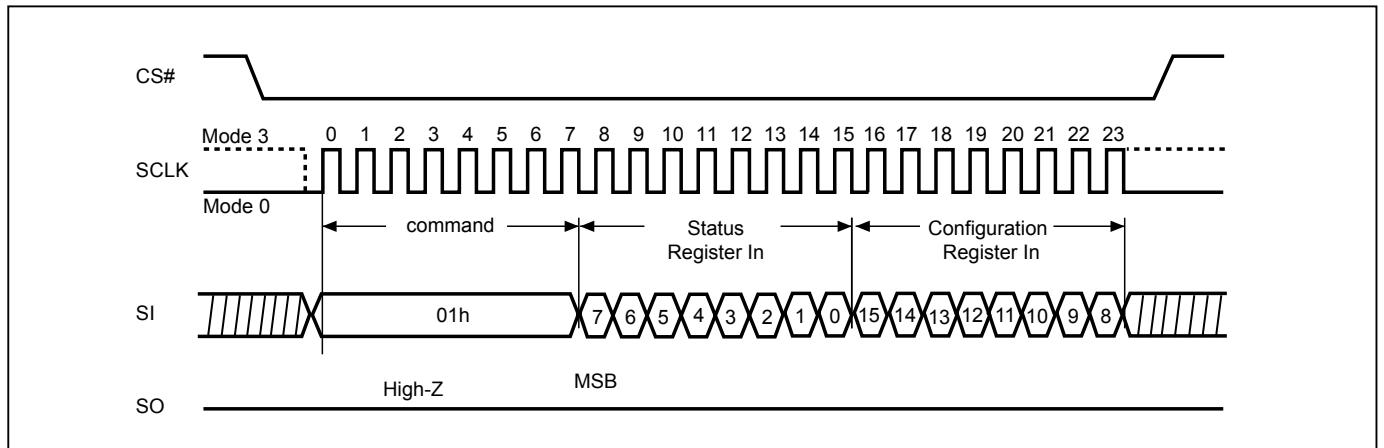 CS#
Mode 3
0 1 2 3 4 5 6 7 8 9 10 11 12 13 14 15 16 17 18 19 20 21 22 23
SCLK
Mode 0
command
Status
Register In
Configuration
Register In
SI
01h
7 6 5 4 3 2 1 0 15 14 13 12 11 10 9 8
High-Z
MSB
SO